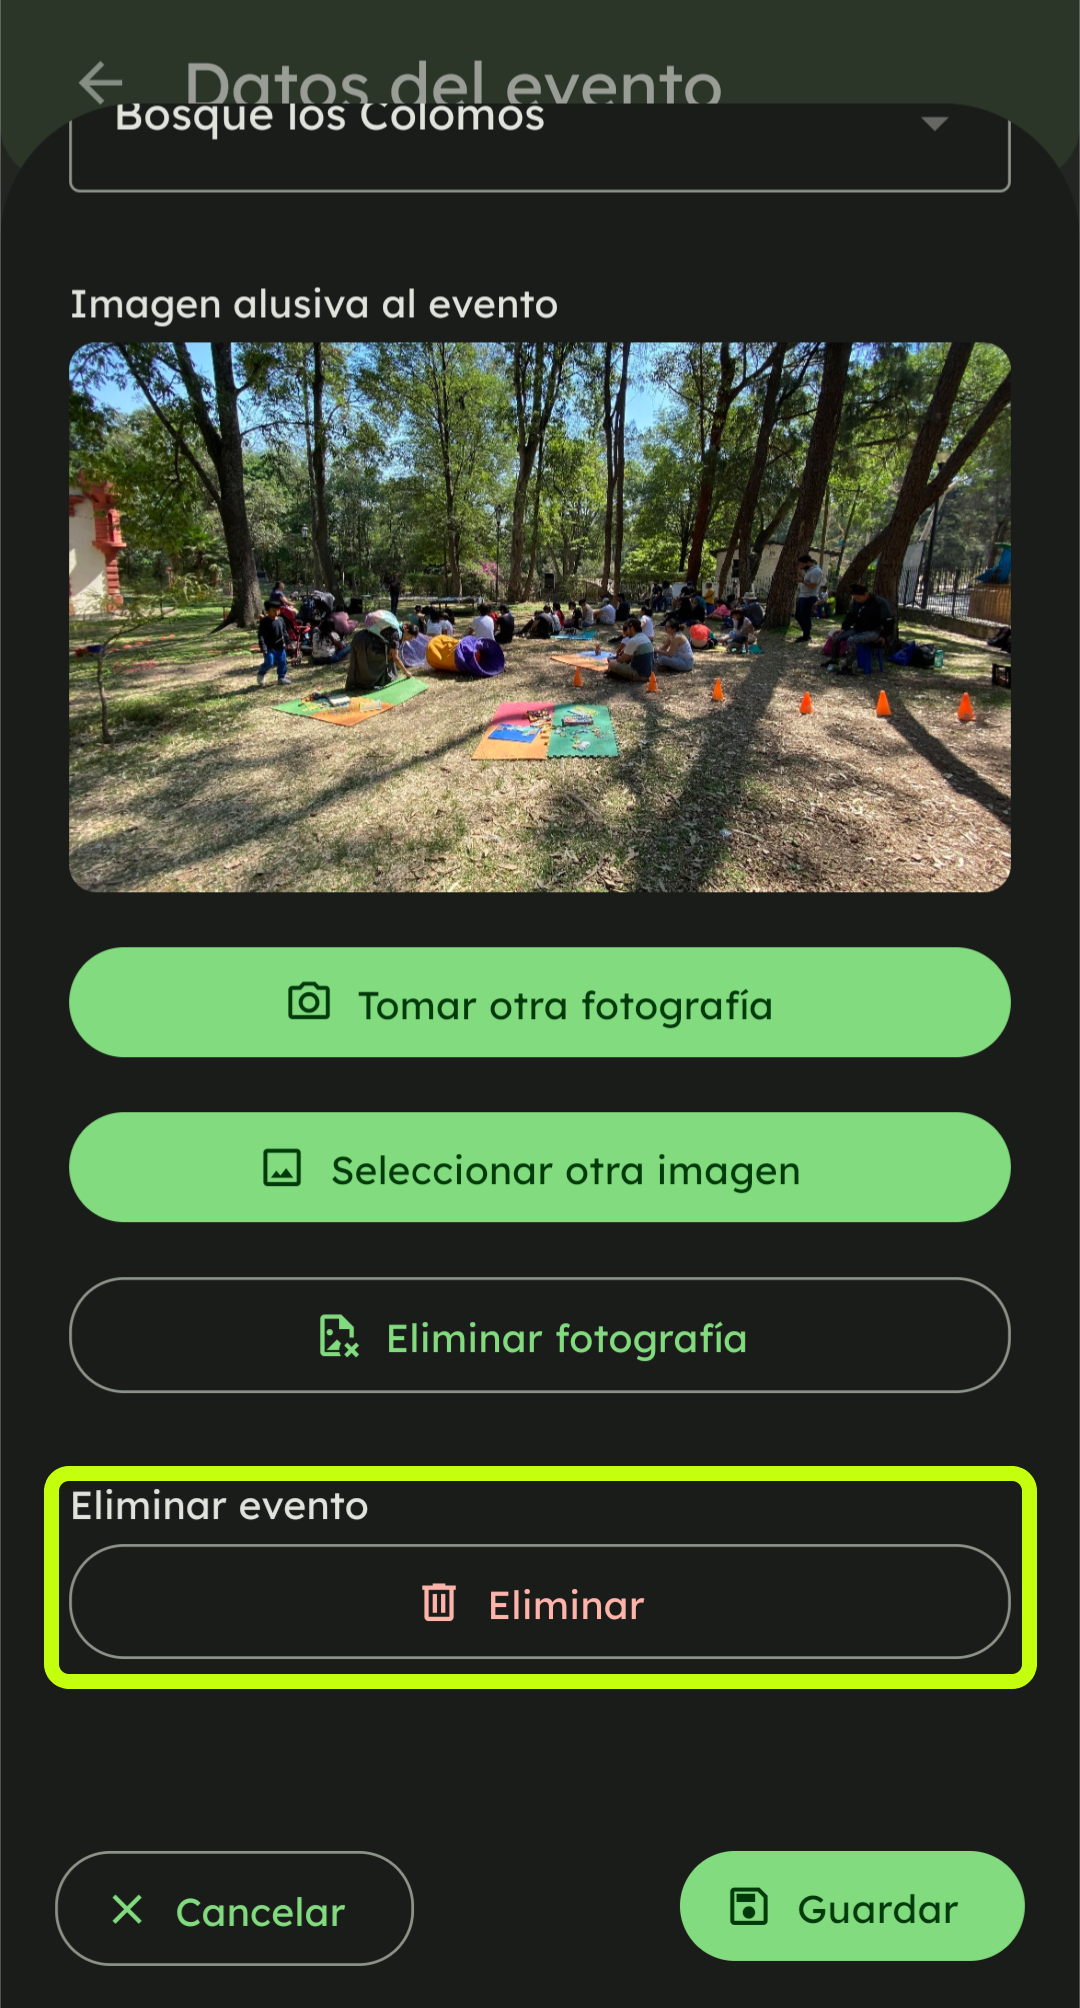 Datos del evento
Bosque los Colomos
Imagen alusiva al evento
Tomar otra fotografía
Seleccionar otra imagen
Eliminar fotografía
Eliminar evento
Eliminar
Cancelar
Guardar